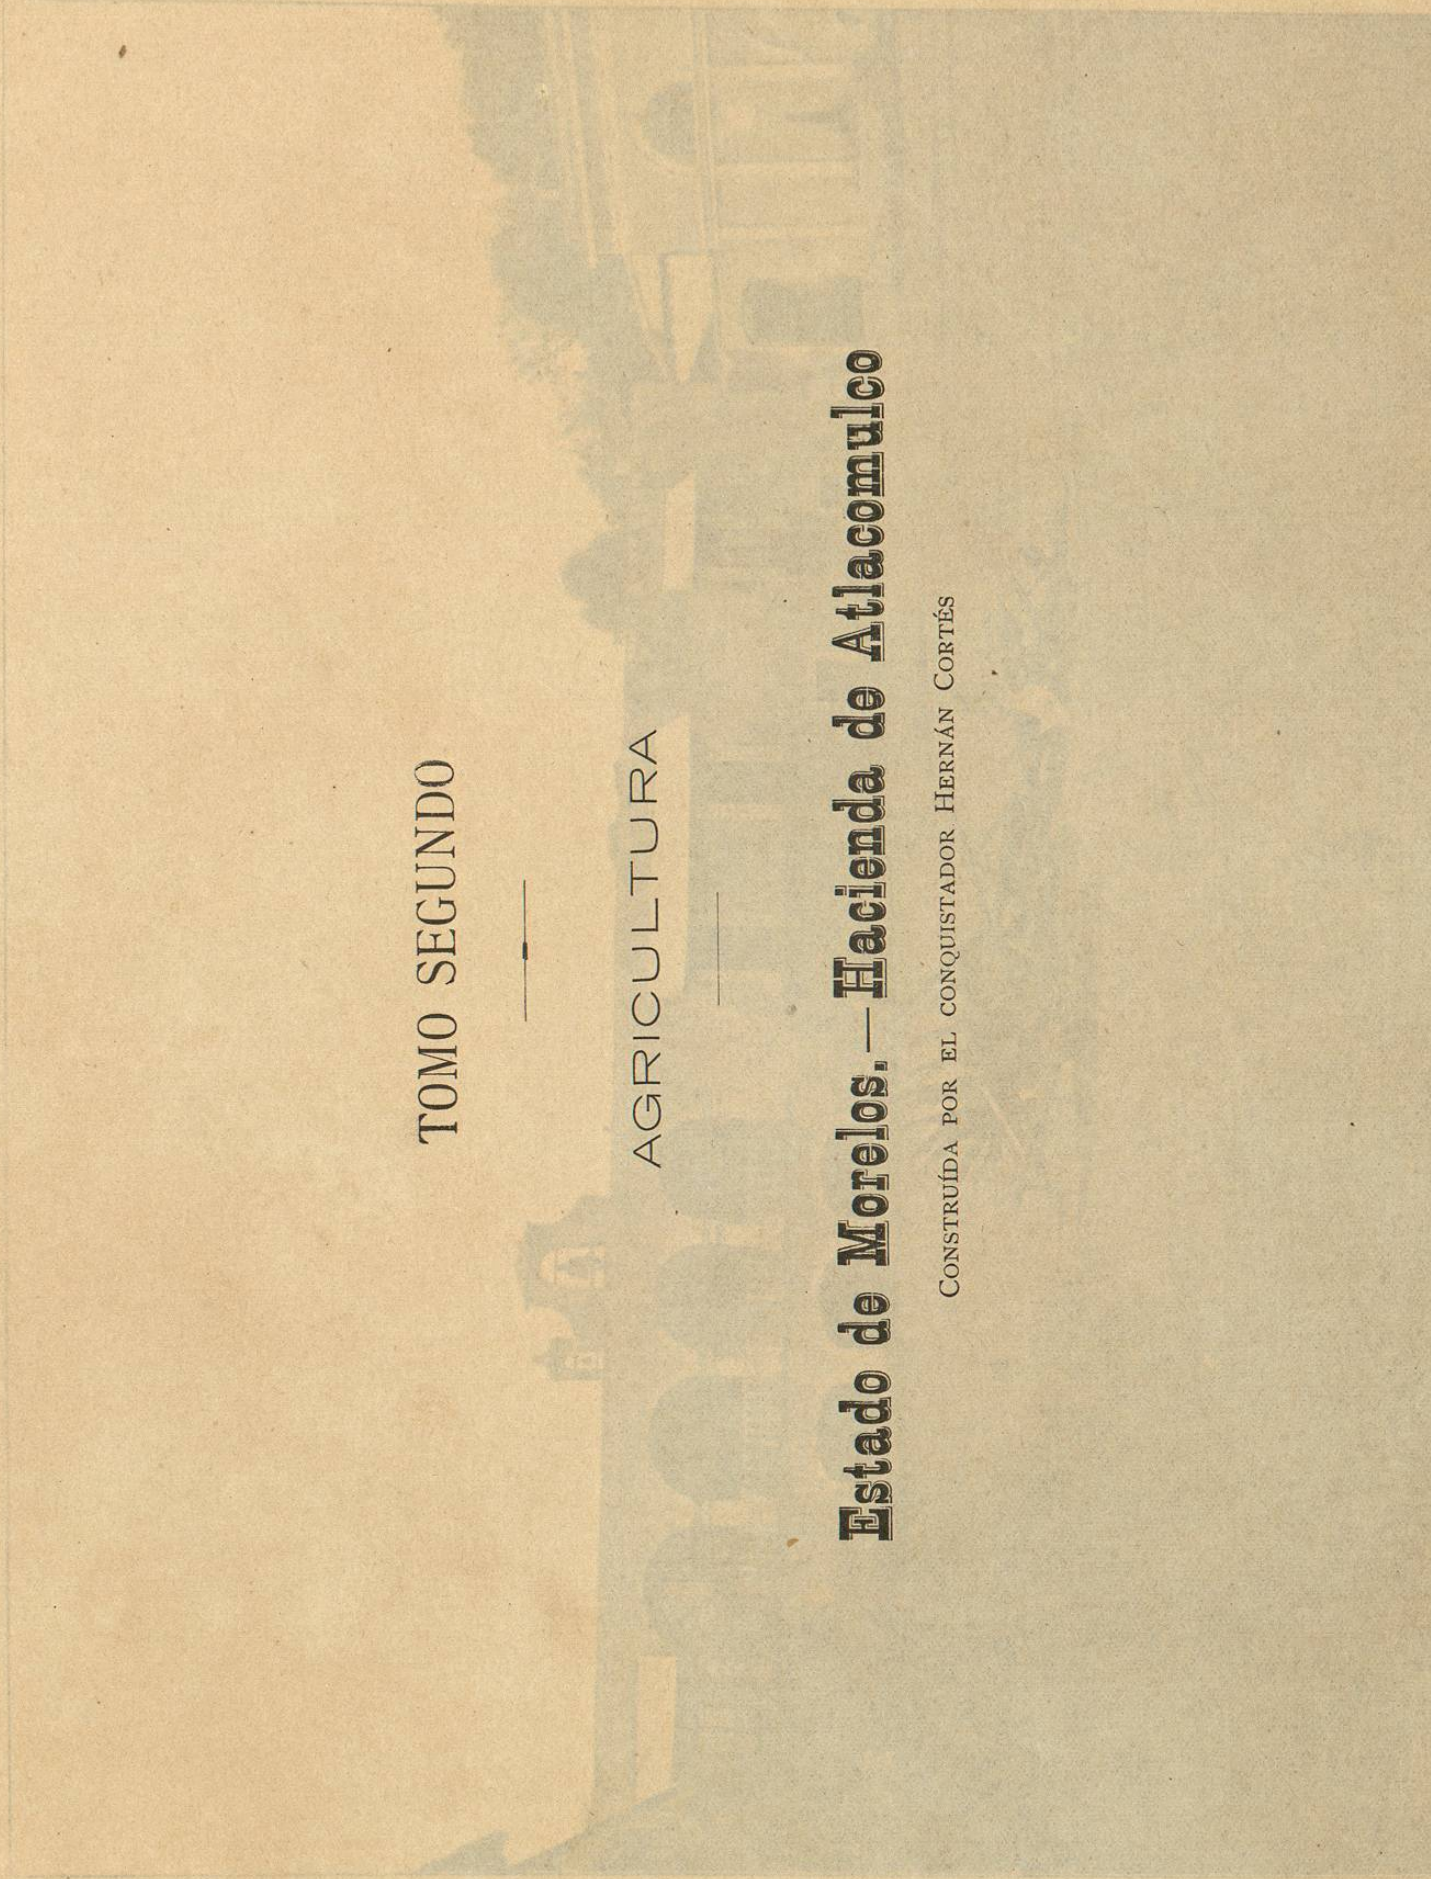 TOMO SEGUNDO
AGRICULTURA
Estado de Morelos.—Hacienda de Atlacomulco
CONSTRUÍDA POR EL CONQUISTADOR HERNÁN CORTÉS